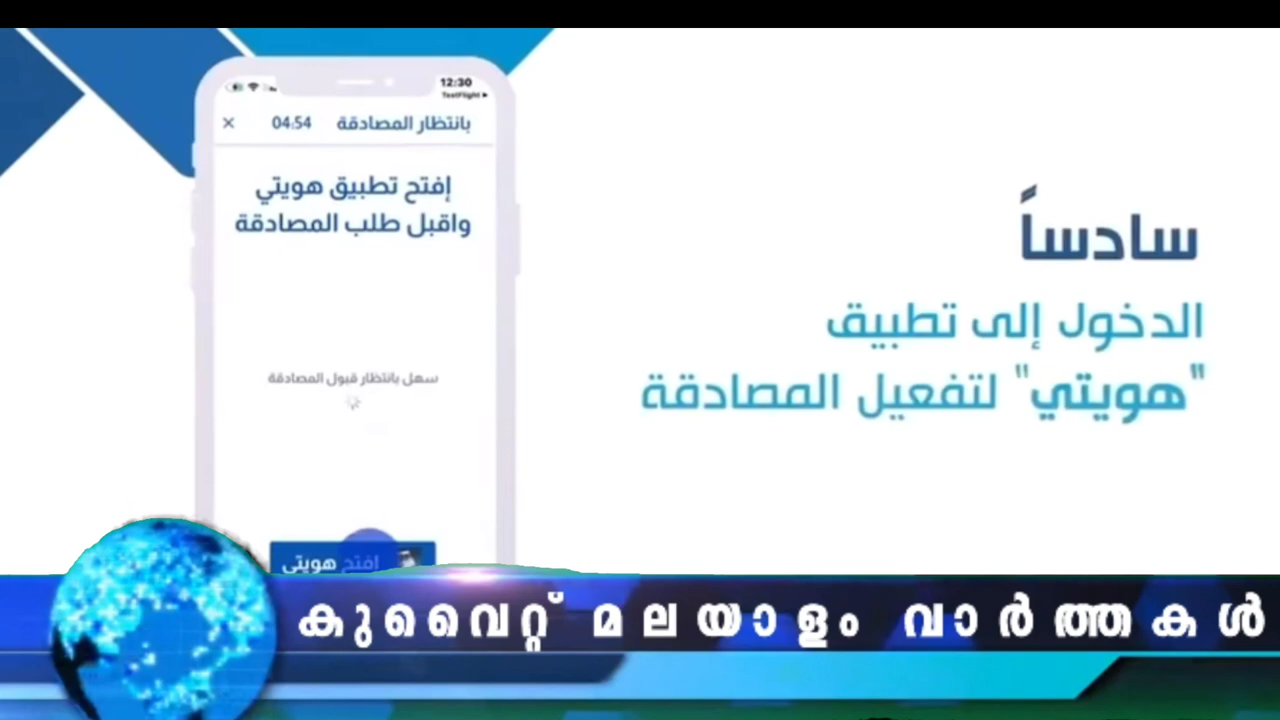 12:30
TestFlight
بانتظار المصادقة 04:54 ×
إفتح تطبيق هويتي
واقبل طلب المصادقة
سهل بانتظار قبول المصادقة
افتح هويتي
سادساً
الدخول إلى تطبيق
"هويتي" لتفعيل المصادقة
കുവൈറ്റ് മലയാളം വാർത്തകൾ